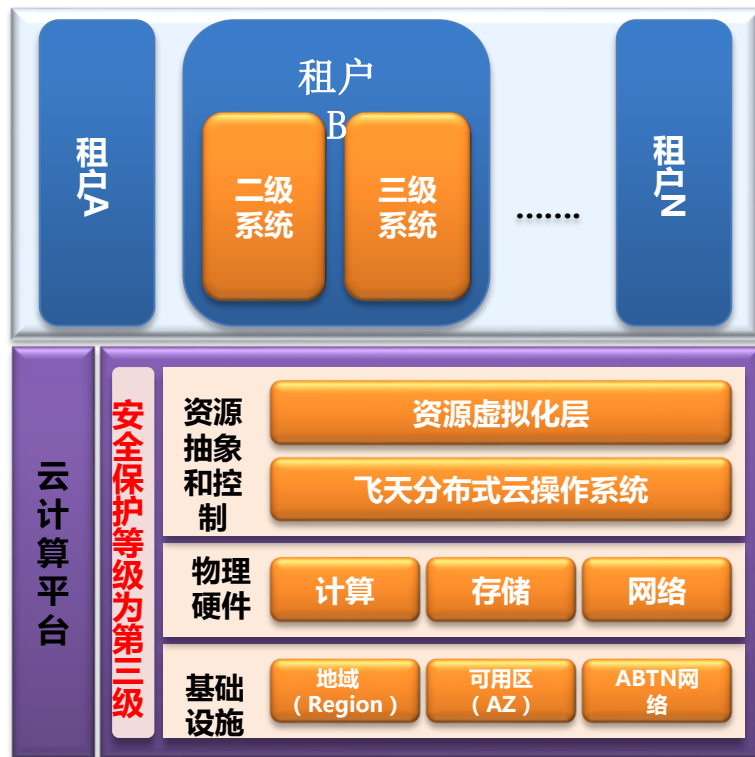 租户A
租户
B
二级
系统
三级
系统
.......
租户N
云计算平台
安全保护等级为第三级
资源
抽象
和控
制
资源虚拟化层
飞天分布式云操作系统
物理
硬件
计算
存储
网络
基础
设施
地域
（Region）
可用区
（AZ）
ABTN网
络